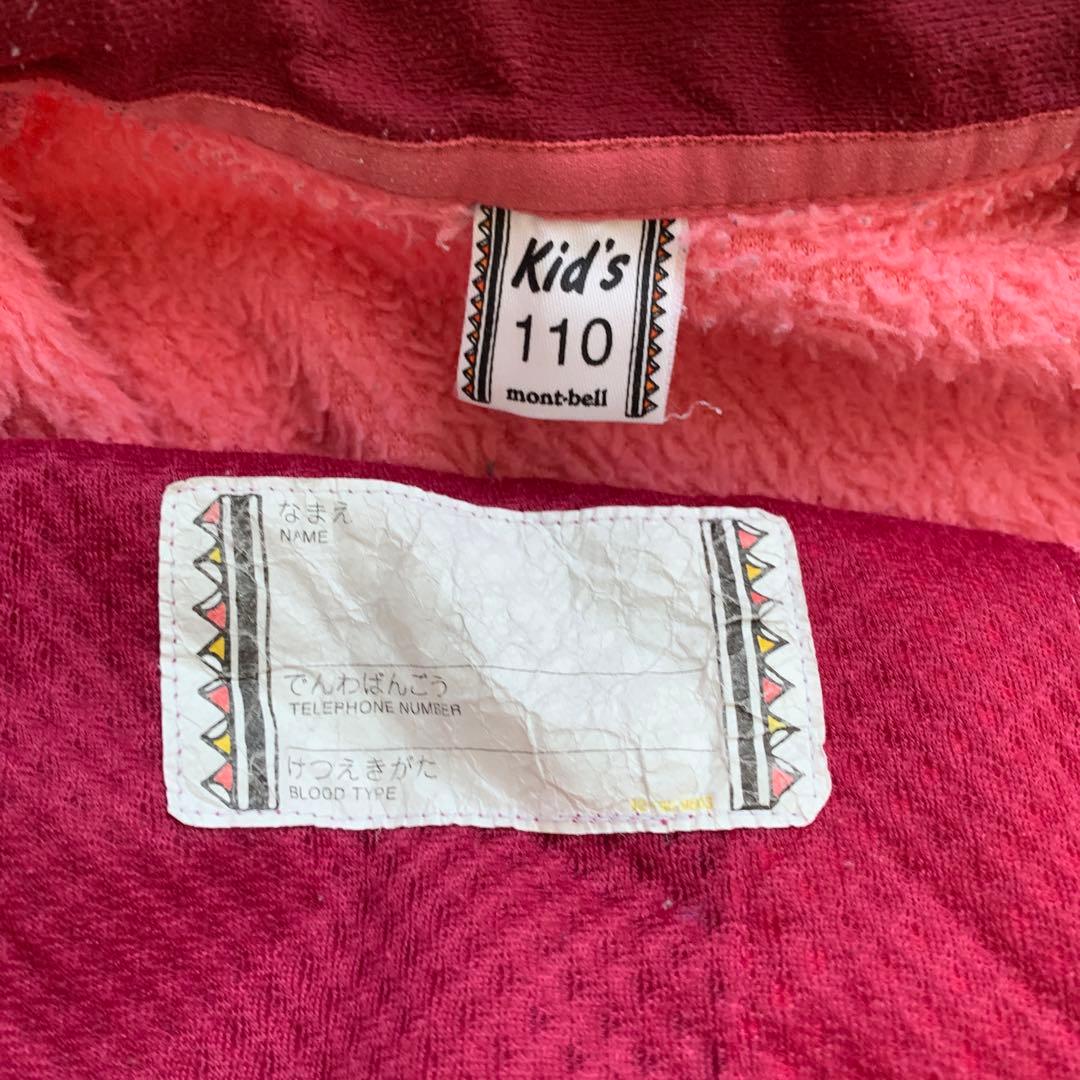 Kid's
110
mont-bell
なまえ
NAME
でんわばんごう
TELEPHONE NUMBER
けつえきがた
BLOOD TYPE